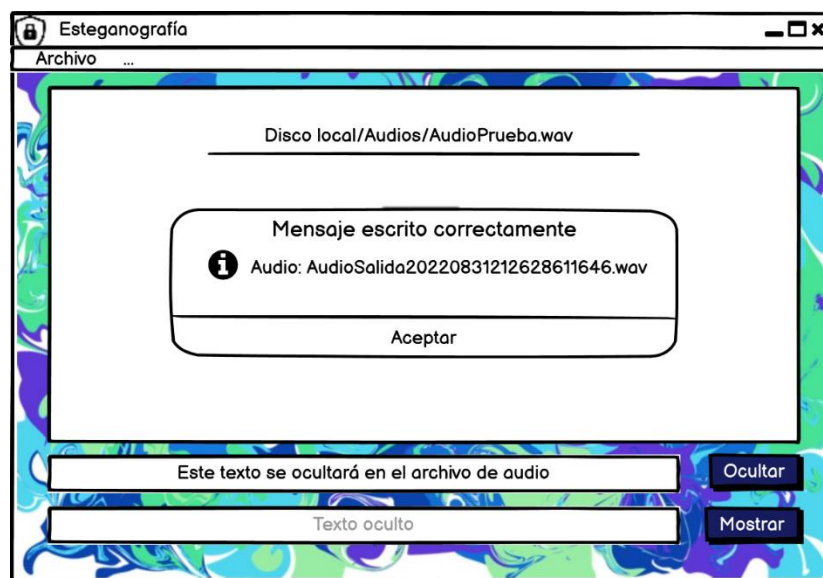 Esteganografía
Archivo ...
Disco local/Audios/AudioPrueba.wav
Mensaje escrito correctamente
Audio: AudioSalida20220831212628611646.wav
Aceptar
Este texto se ocultará en el archivo de audio
Ocultar
Texto oculto
Mostrar